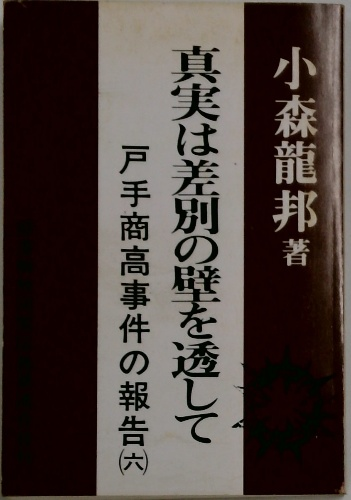 小森龍邦 著
真実は差別の壁を透して
戸手商高事件の報告(六)